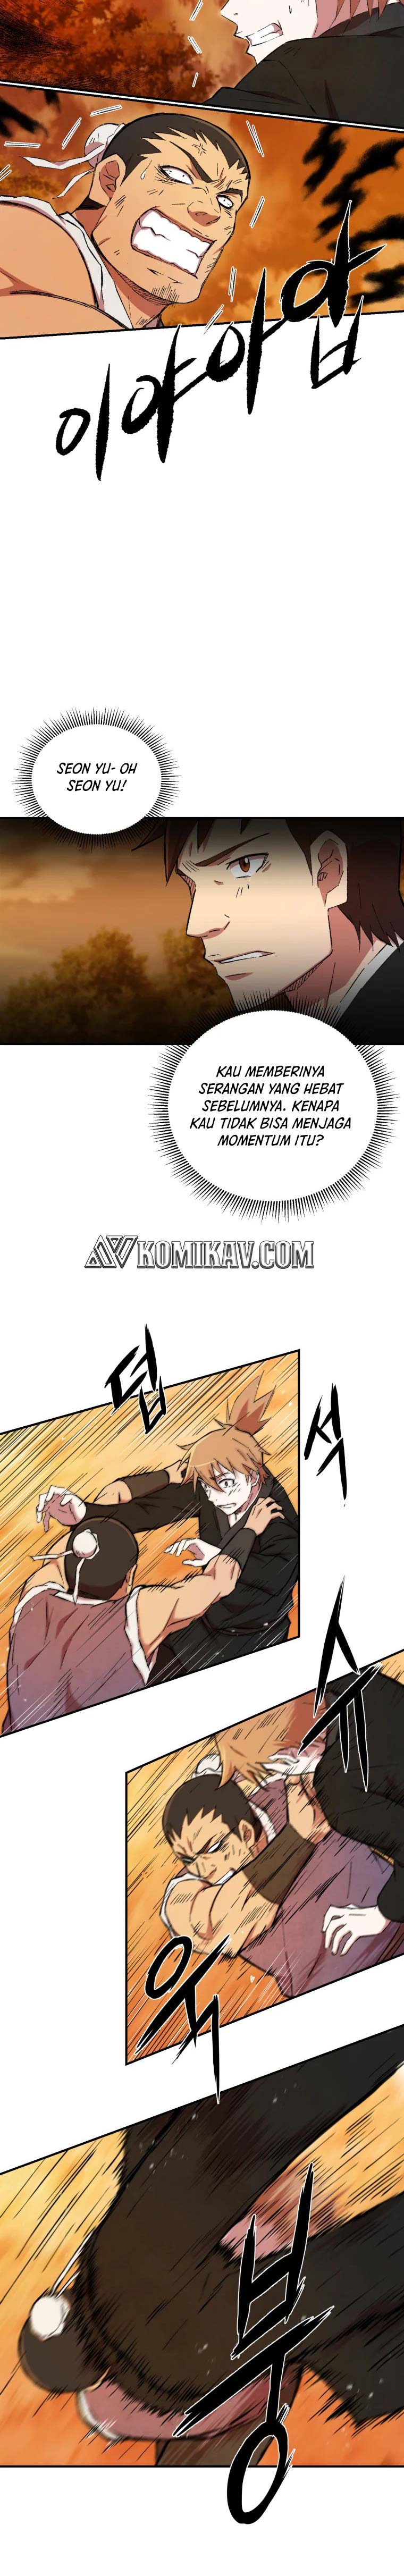 이야아압
SEON YU- OH
SEON YU!
KAU MEMBERINYA
SERANGAN YANG HEBAT
SEBELUMNYA. KENAPA
KAU TIDAK BISA MENJAGA
MOMENTUM ITU?
KOMIKAV.COM
덥
석
슈
욱
부
웅